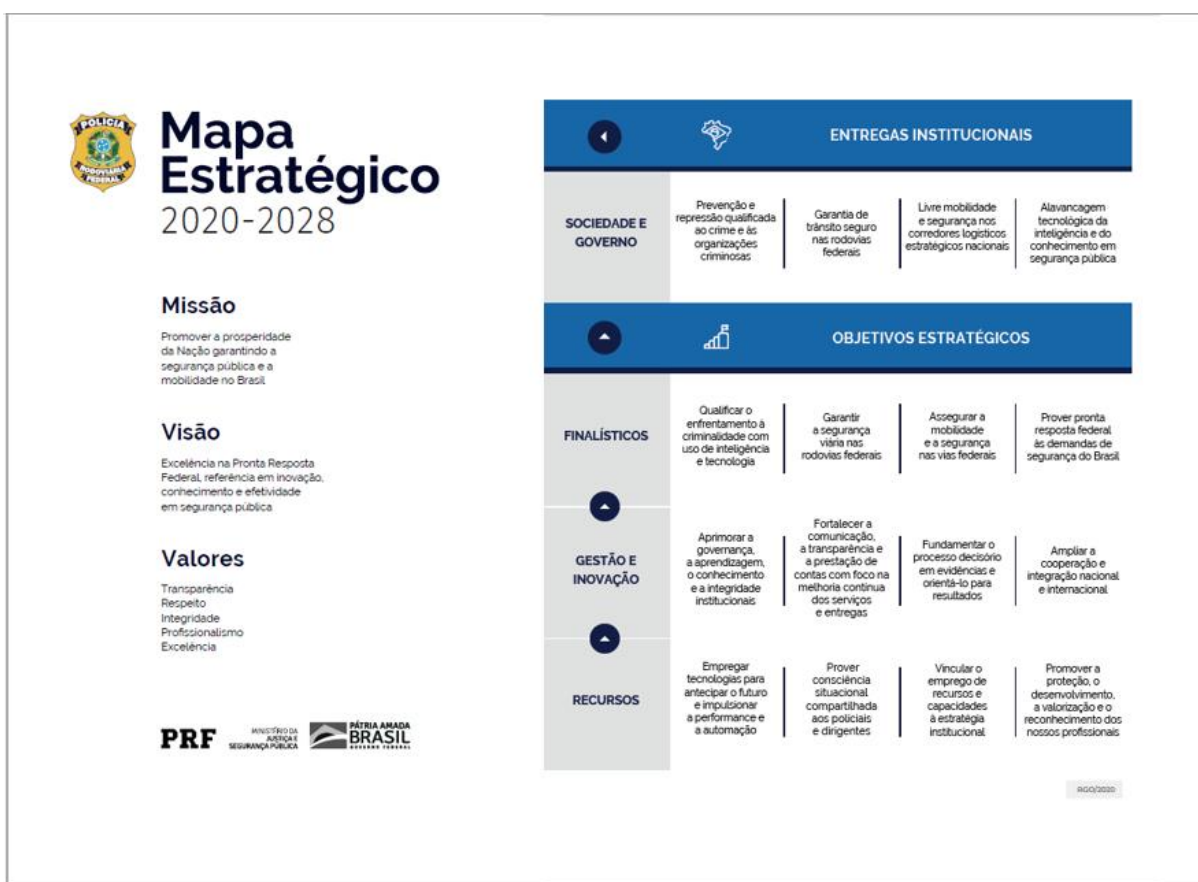 POLICIA
RODOVIÁRIA
FEDERAL
Mapa
Estratégico
2020-2028
Missão
Promover a prosperidade
da Nação garantindo a
segurança pública e a
mobilidade no Brasil
Visão
Excelência na Pronta Resposta
Federal, referência em inovação,
conhecimento e efetividade
em segurança pública
Valores
Transparência
Respeito
Integridade
Profissionalismo
Excelência
PRF
MINISTÉRIO DA
JUSTIÇA E
SEGURANÇA PÚBLICA
PÁTRIA AMADA
BRASIL
GOVERNO FEDERAL
ENTREGAS INSTITUCIONAIS
SOCIEDADE E
GOVERNO
Prevenção e
repressão qualificada
ao crime e às
organizações
criminosas
Garantia de
trânsito seguro
nas rodovias
federais
Livre mobilidade
e segurança nos
corredores logísticos
estratégicos nacionais
Alavancagem
tecnológica da
inteligência e do
conhecimento em
segurança pública
OBJETIVOS ESTRATÉGICOS
FINALÍSTICOS
Qualificar o
enfrentamento à
criminalidade com
uso de inteligência
e tecnologia
Garantir
a segurança
viária nas
rodovias federais
Assegurar a
mobilidade
e a segurança
nas vias federais
Prover pronta
resposta federal
às demandas de
segurança do Brasil
GESTÃO E
INOVAÇÃO
Aprimorar a
governança,
a aprendizagem,
o conhecimento
e a integridade
institucionais
Fortalecer a
comunicação,
a transparência e
a prestação de
contas com foco na
melhoria contínua
dos serviços
e entregas
Fundamentar o
processo decisório
em evidências e
orientá-lo para
resultados
Ampliar a
cooperação e
integração nacional
e internacional
RECURSOS
Empregar
tecnologias para
antecipar o futuro
e impulsionar
a performance e
a automação
Prover
consciência
situacional
compartilhada
aos policiais
e dirigentes
Vincular o
emprego de
recursos e
capacidades
à estratégia
institucional
Promover a
proteção, o
desenvolvimento,
a valorização e o
reconhecimento dos
nossos profissionais
RGO/2020